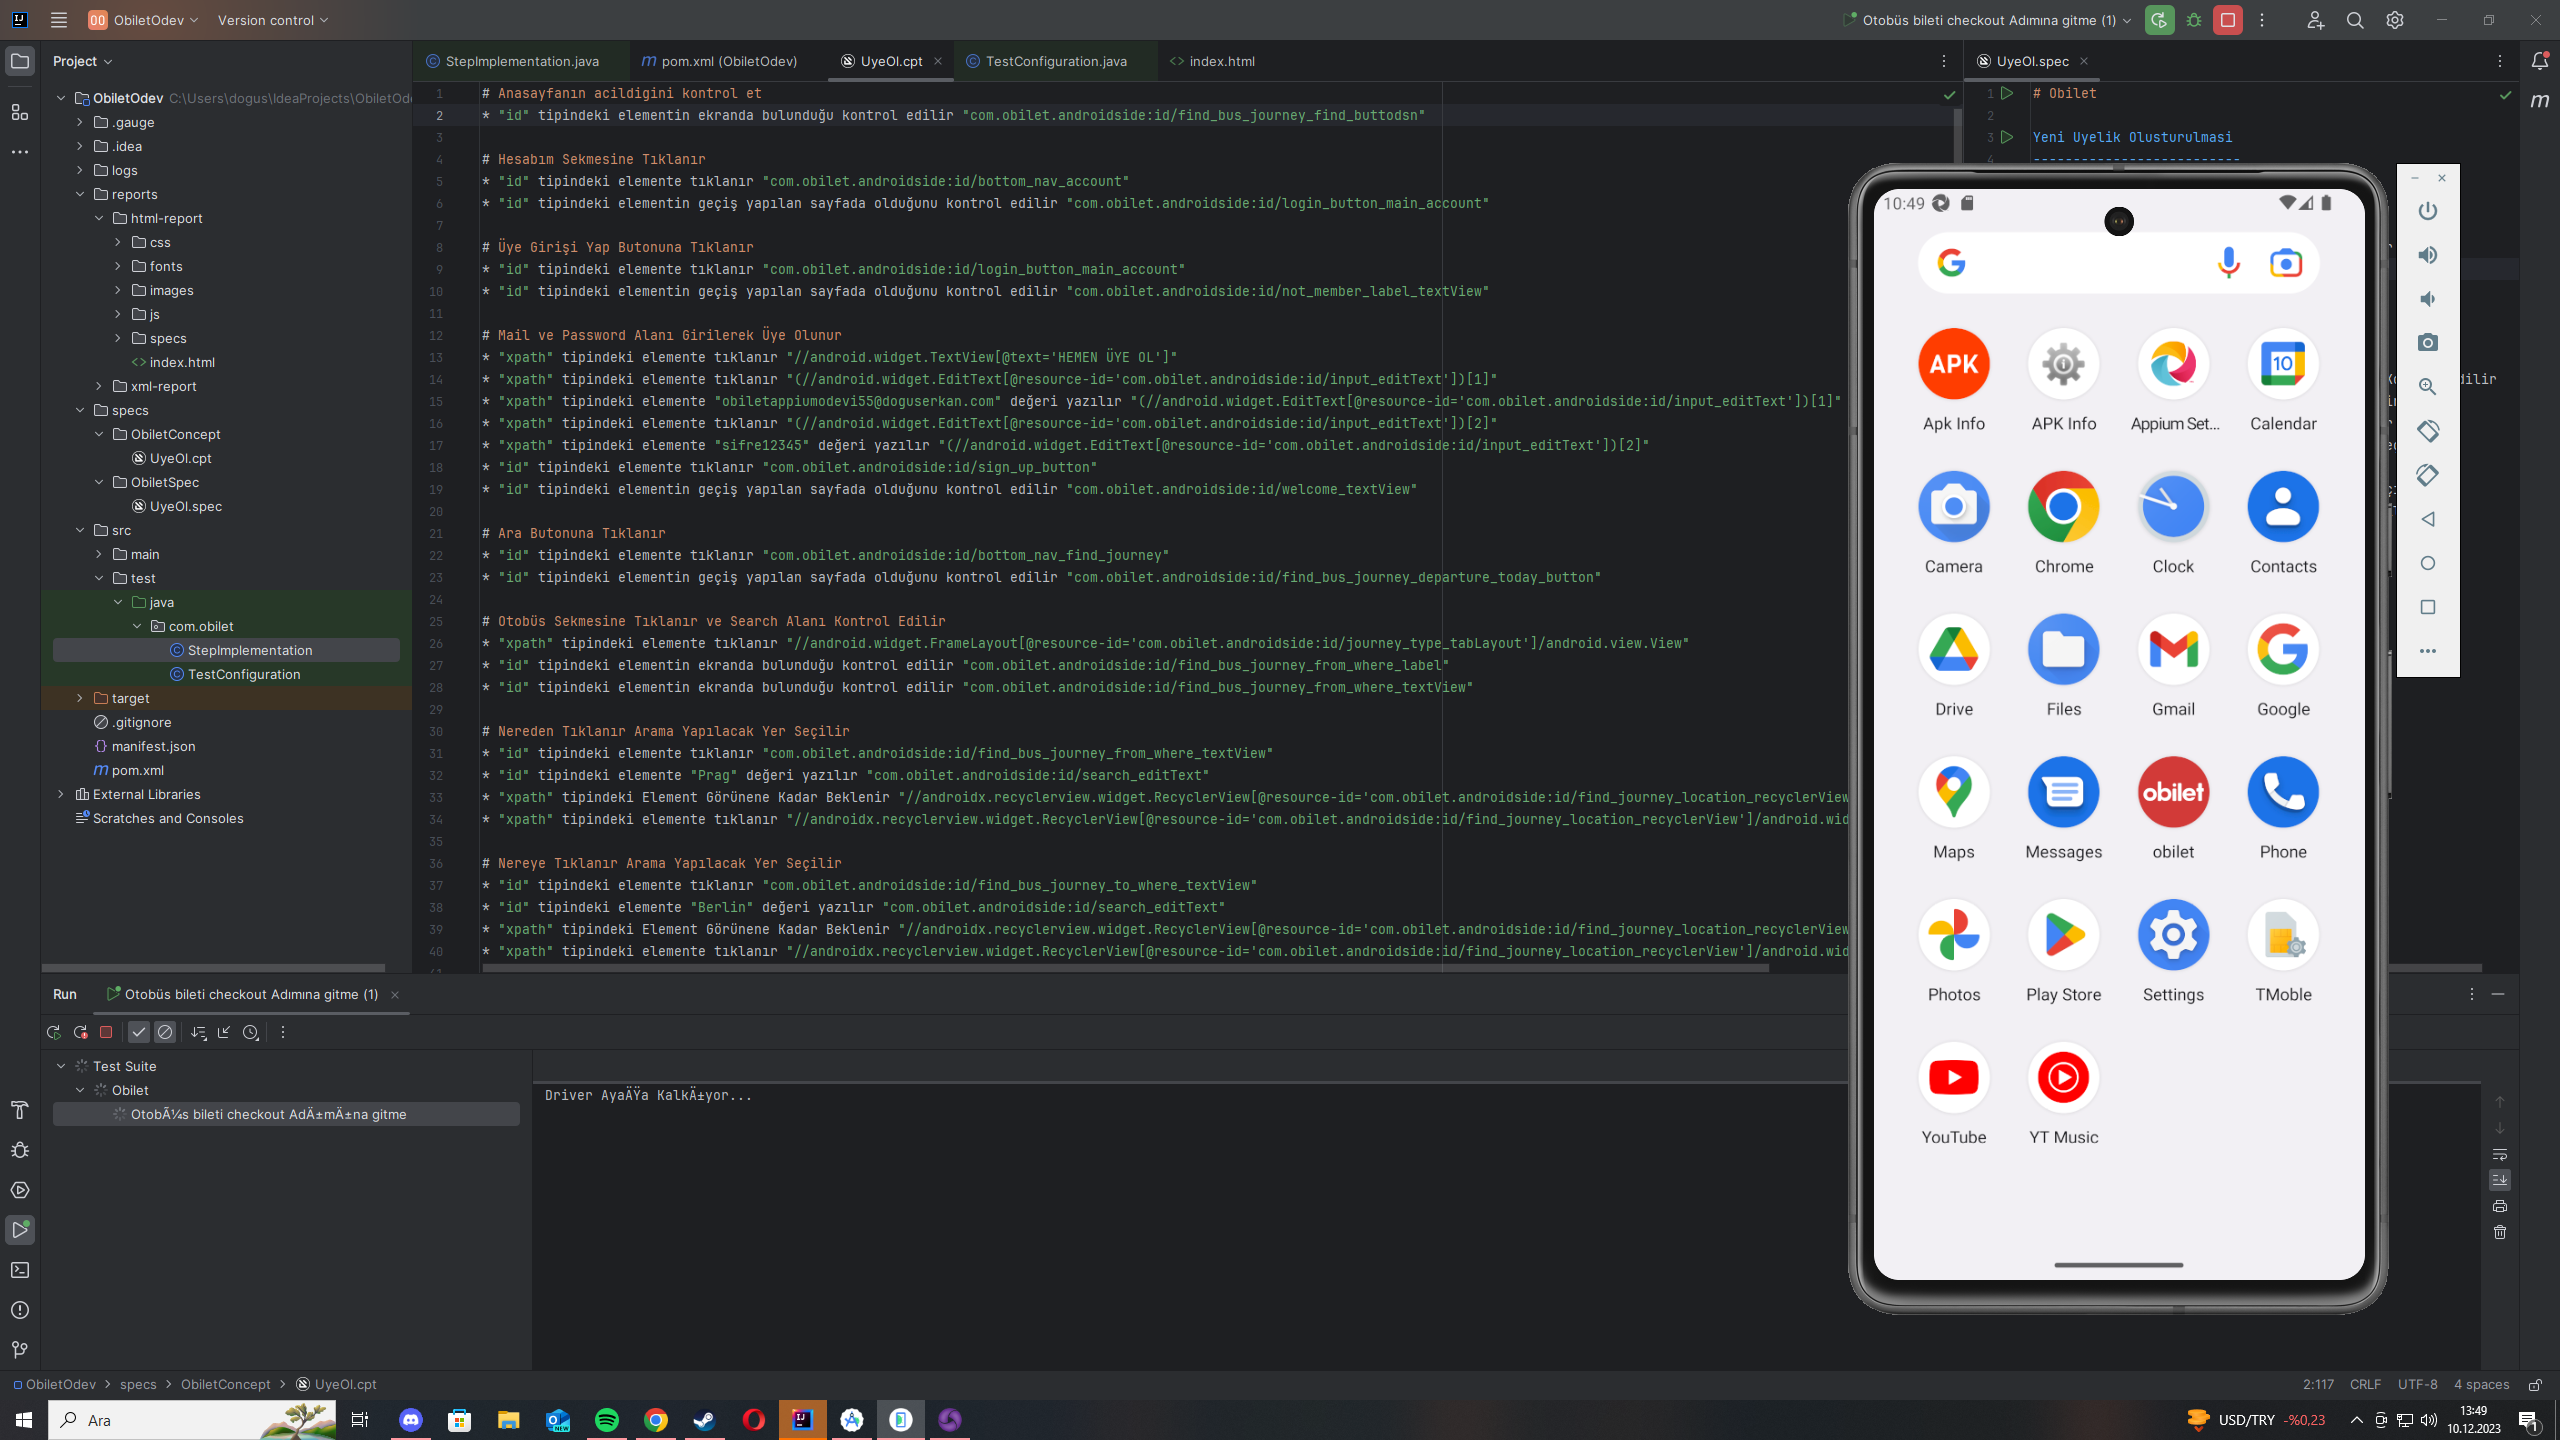 ObiletOdev
Version control
Otobüs bileti checkout Adımına gitme (1)
Project
ObiletOdev C:\Users\dogus\IdeaProjects\ObiletOde
.gauge
.idea
logs
reports
html-report
css
fonts
images
js
specs
index.html
xml-report
specs
ObiletConcept
UyeOl.cpt
ObiletSpec
UyeOl.spec
src
main
test
java
com.obilet
StepImplementation
TestConfiguration
target
.gitignore
manifest.json
pom.xml
External Libraries
Scratches and Consoles
StepImplementation.java
pom.xml (ObiletOdev)
UyeOl.cpt
TestConfiguration.java
index.html
1 # Anasayfanın acildigini kontrol et
2 * "id" tipindeki elementin ekranda bulunduğu kontrol edilir "com.obilet.androidside:id/find_bus_journey_find_buttodsn"
3
4 # Hesabım Sekmesine Tıklanır
5 * "id" tipindeki elemente tıklanır "com.obilet.androidside:id/bottom_nav_account"
6 * "id" tipindeki elementin geçiş yapılan sayfada olduğunu kontrol edilir "com.obilet.androidside:id/login_button_main_account"
7
8 # Üye Girişi Yap Butonuna Tıklanır
9 * "id" tipindeki elemente tıklanır "com.obilet.androidside:id/login_button_main_account"
10 * "id" tipindeki elementin geçiş yapılan sayfada olduğunu kontrol edilir "com.obilet.androidside:id/not_member_label_textView"
11
12 # Mail ve Password Alanı Girilerek Üye Olunur
13 * "xpath" tipindeki elemente tıklanır "//android.widget.TextView[@text='HEMEN ÜYE OL']"
14 * "xpath" tipindeki elemente tıklanır "(//android.widget.EditText[@resource-id='com.obilet.androidside:id/input_editText'])[1]"
15 * "xpath" tipindeki elemente "obiletappiumodevi55@doguserkan.com" değeri yazılır "(//android.widget.EditText[@resource-id='com.obilet.androidside:id/input_editText'])[1]"
16 * "xpath" tipindeki elemente tıklanır "(//android.widget.EditText[@resource-id='com.obilet.androidside:id/input_editText'])[2]"
17 * "xpath" tipindeki elemente "sifre12345" değeri yazılır "(//android.widget.EditText[@resource-id='com.obilet.androidside:id/input_editText'])[2]"
18 * "id" tipindeki elemente tıklanır "com.obilet.androidside:id/sign_up_button"
19 * "id" tipindeki elementin geçiş yapılan sayfada olduğunu kontrol edilir "com.obilet.androidside:id/welcome_textView"
20
21 # Ara Butonuna Tıklanır
22 * "id" tipindeki elemente tıklanır "com.obilet.androidside:id/bottom_nav_find_journey"
23 * "id" tipindeki elementin geçiş yapılan sayfada olduğunu kontrol edilir "com.obilet.androidside:id/find_bus_journey_departure_today_button"
24
25 # Otobüs Sekmesine Tıklanır ve Search Alanı Kontrol Edilir
26 * "xpath" tipindeki elemente tıklanır "//android.widget.FrameLayout[@resource-id='com.obilet.androidside:id/journey_type_tabLayout']/android.view.View"
27 * "id" tipindeki elementin ekranda bulunduğu kontrol edilir "com.obilet.androidside:id/find_bus_journey_from_where_label"
28 * "id" tipindeki elementin ekranda bulunduğu kontrol edilir "com.obilet.androidside:id/find_bus_journey_from_where_textView"
29
30 # Nereden Tıklanır Arama Yapılacak Yer Seçilir
31 * "id" tipindeki elemente tıklanır "com.obilet.androidside:id/find_bus_journey_from_where_textView"
32 * "id" tipindeki elemente "Prag" değeri yazılır "com.obilet.androidside:id/search_editText"
33 * "xpath" tipindeki Element Görünene Kadar Beklenir "//androidx.recyclerview.widget.RecyclerView[@resource-id='com.obilet.androidside:id/find_journey_location_recyclerView
34 * "xpath" tipindeki elemente tıklanır "//androidx.recyclerview.widget.RecyclerView[@resource-id='com.obilet.androidside:id/find_journey_location_recyclerView']/android.wid
35
36 # Nereye Tıklanır Arama Yapılacak Yer Seçilir
37 * "id" tipindeki elemente tıklanır "com.obilet.androidside:id/find_bus_journey_to_where_textView"
38 * "id" tipindeki elemente "Berlin" değeri yazılır "com.obilet.androidside:id/search_editText"
39 * "xpath" tipindeki Element Görünene Kadar Beklenir "//androidx.recyclerview.widget.RecyclerView[@resource-id='com.obilet.androidside:id/find_journey_location_recyclerView
40 * "xpath" tipindeki elemente tıklanır "//androidx.recyclerview.widget.RecyclerView[@resource-id='com.obilet.androidside:id/find_journey_location_recyclerView']/android.wid
UyeOl.spec
1 # Obilet
2
3 Yeni Uyelik Olusturulmasi
4 --------------------------
dilir
10:49
APK
10
Apk Info
APK Info
Appium Set...
Calendar
Camera
Chrome
Clock
Contacts
Drive
Files
Gmail
Google
obilet
Maps
Messages
obilet
Phone
Photos
Play Store
Settings
TMoble
YouTube
YT Music
Run
Otobüs bileti checkout Adımına gitme (1)
Test Suite
Obilet
OtobÃ¼s bileti checkout AdÄ±mÄ±na gitme
Driver AyaÄŸa KalkÄ±yor...
ObiletOdev > specs > ObiletConcept > UyeOl.cpt
2:117 CRLF UTF-8 4 spaces
Ara
USD/TRY -%0,23
13:49
10.12.2023
1